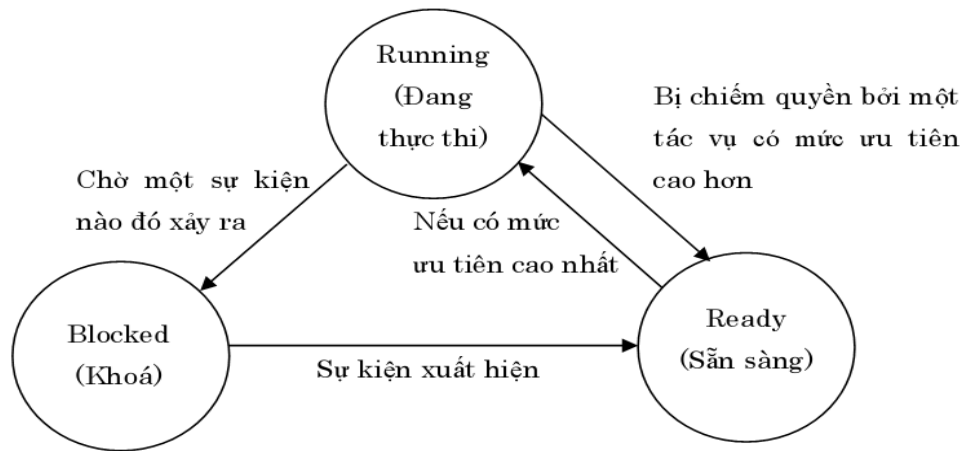 Running
(Đang
thực thi)
Bị chiếm quyền bởi một
tác vụ có mức ưu tiên
cao hơn
Chờ một sự kiện
nào đó xảy ra
Nếu có mức
ưu tiên cao nhất
Blocked
(Khoá)
Ready
(Sẵn sàng)
Sự kiện xuất hiện